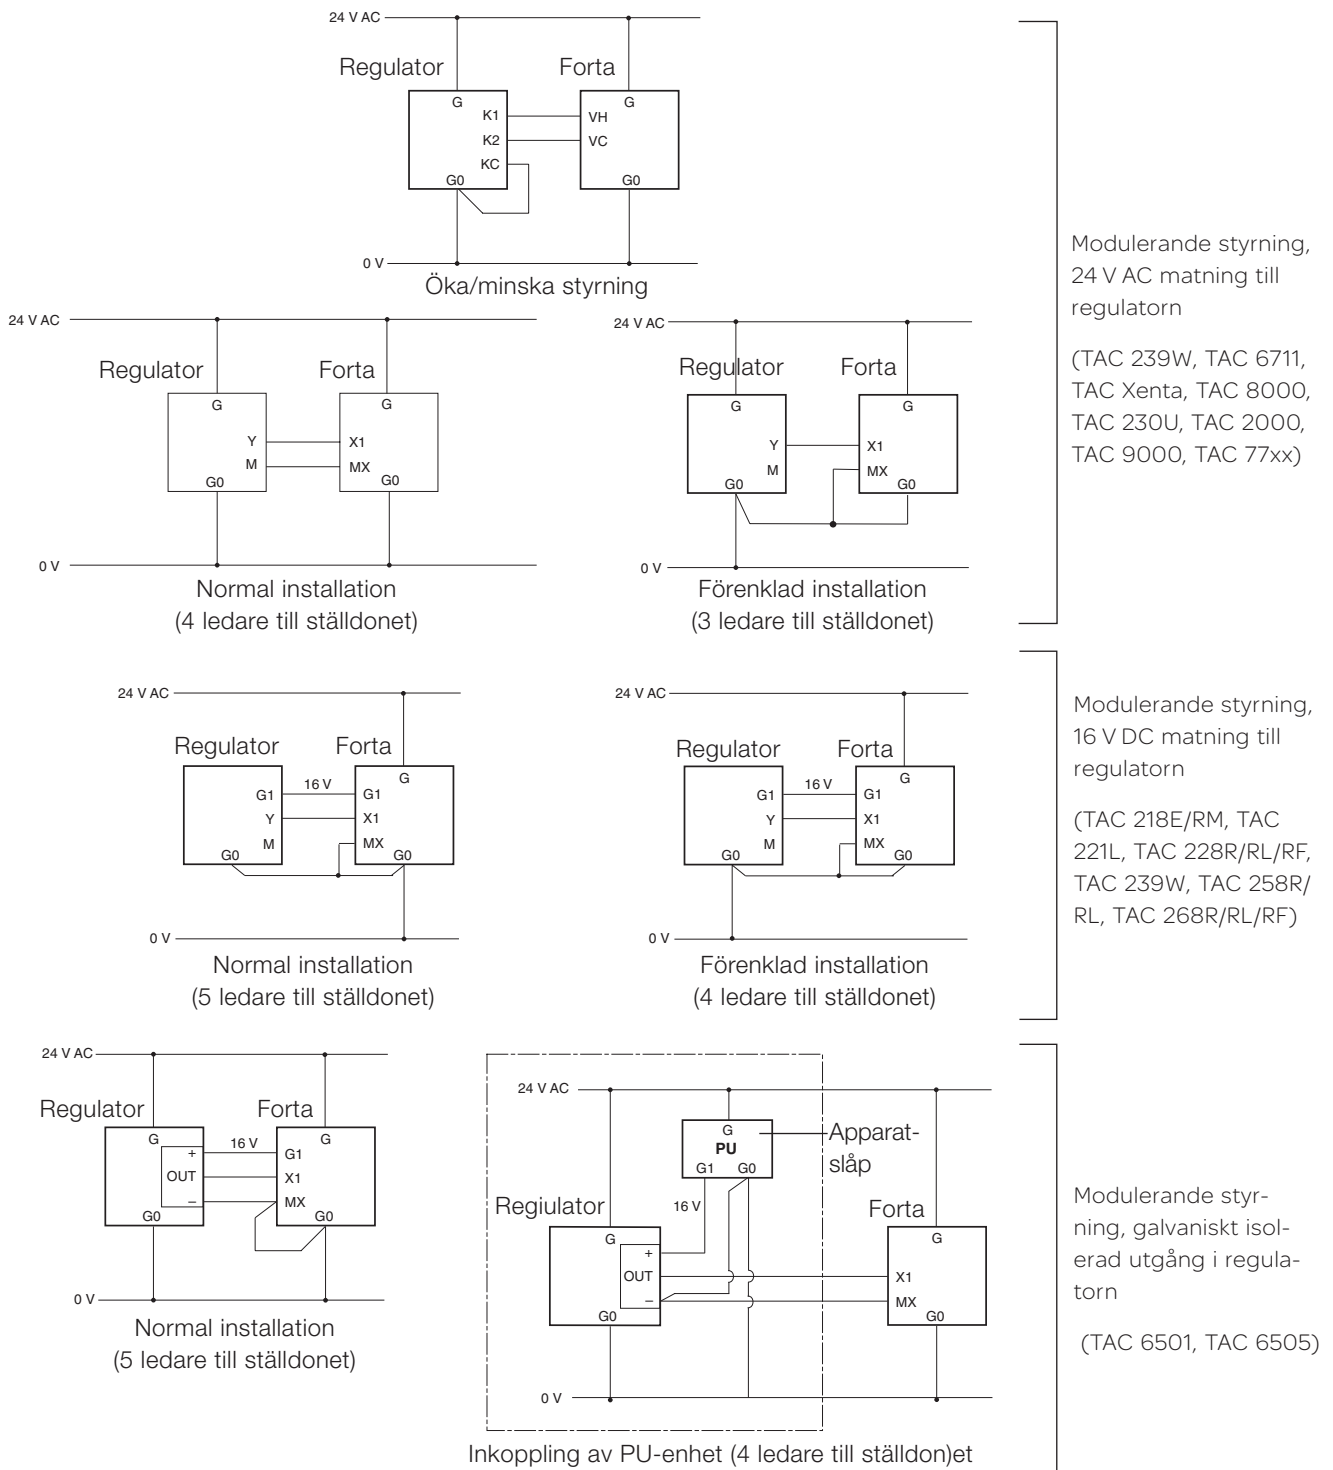 24 V AC
Regulator
Forta
G
G
K1
VH
K2
VC
KC
G0
G0
0 V
Öka/minska styrning
24 V AC
Regulator
Forta
G
G
Y
X1
M
MX
G0
G0
0 V
Normal installation
(4 ledare till ställdonet)
24 V AC
Regulator
Forta
G
G
Y
X1
M
MX
G0
G0
0 V
Förenklad installation
(3 ledare till ställdonet)
Modulerande styrning,
24 V AC matning till
regulatorn
(TAC 239W, TAC 6711,
TAC Xenta, TAC 8000,
TAC 230U, TAC 2000,
TAC 9000, TAC 77xx)
24 V AC
Regulator
Forta
G
G1
16 V
G1
Y
X1
M
MX
G0
G0
0 V
Normal installation
(5 ledare till ställdonet)
24 V AC
Regulator
Forta
G
G1
16 V
G1
Y
X1
M
MX
G0
G0
0 V
Förenklad installation
(4 ledare till ställdonet)
Modulerande styrning,
16 V DC matning till
regulatorn
(TAC 218E/RM, TAC
221L, TAC 228R/RL/RF,
TAC 239W, TAC 258R/
RL, TAC 268R/RL/RF)
24 V AC
Regulator
Forta
G
G
+
16 V
G1
OUT
X1
–
MX
G0
G0
0 V
Normal installation
(5 ledare till ställdonet)
24 V AC
G
PU
G1 G0
Apparat-
slåp
16 V
Regiulator
Forta
G
G
+
OUT
X1
–
MX
G0
G0
0 V
Inkoppling av PU-enhet (4 ledare till ställdon)et
Modulerande styr-
ning, galvaniskt isol-
erad utgång i regula-
torn
(TAC 6501, TAC 6505)